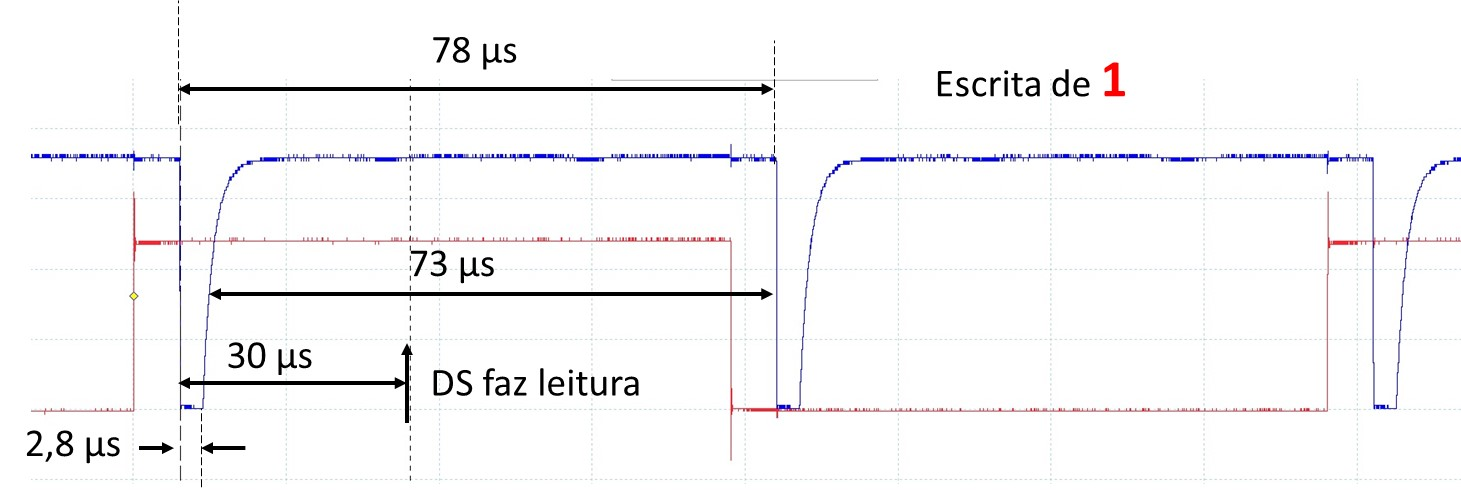 78 µs
Escrita de 1
73 µs
30 µs
DS faz leitura
2,8 µs